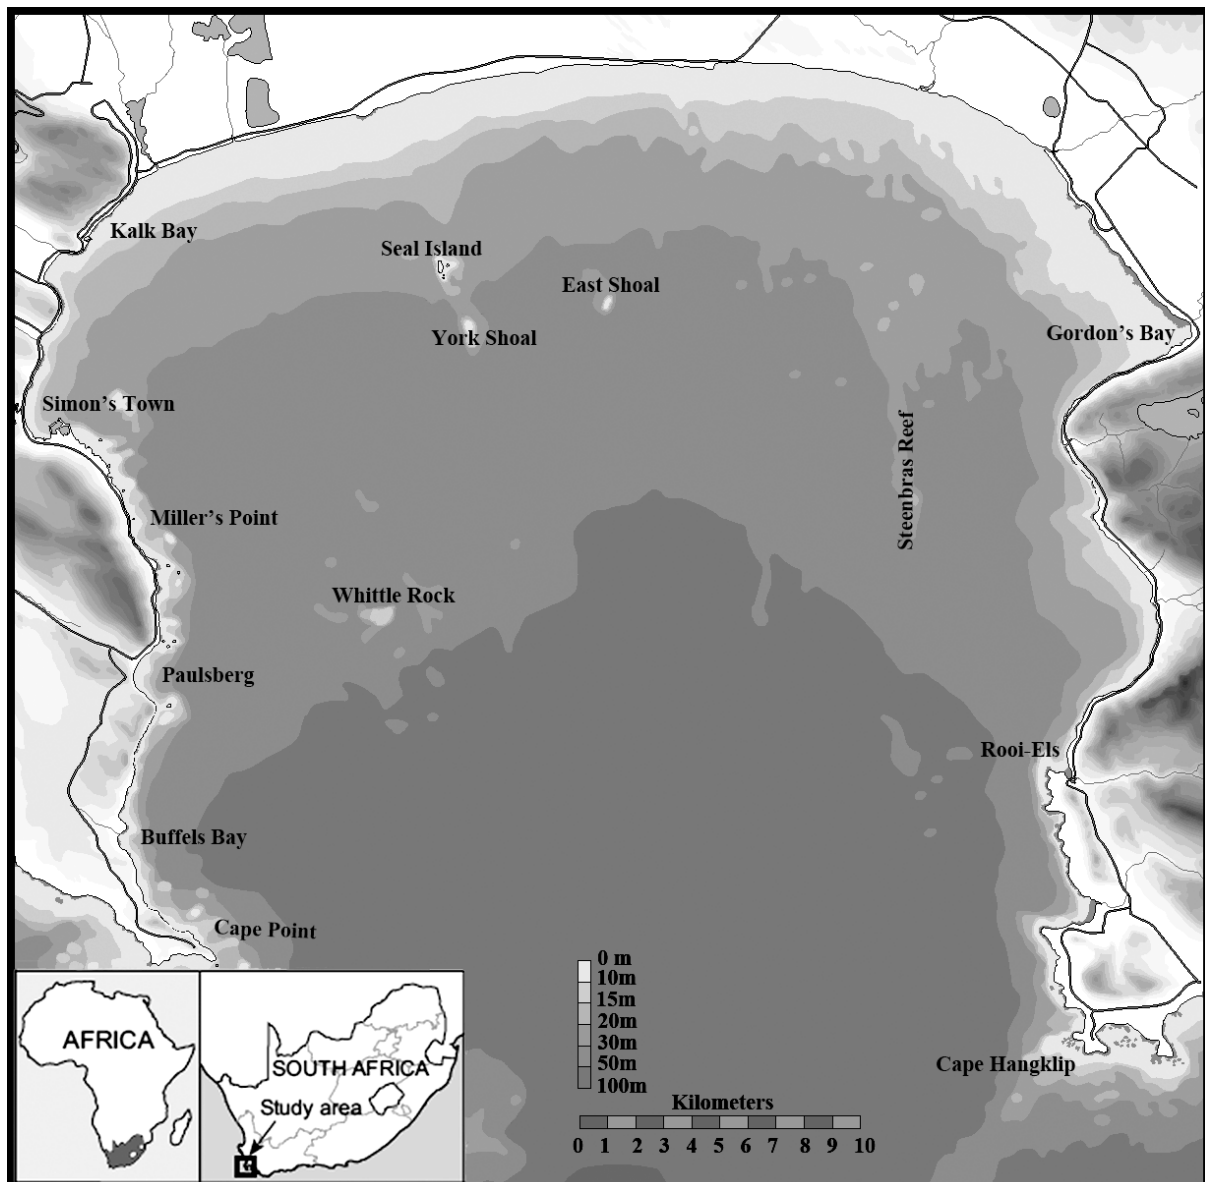 Kalk Bay
Seal Island
East Shoal
York Shoal
Gordon's Bay
Simon's Town
Steenbras Reef
Miller's Point
Whittle Rock
Paulsberg
Rooi-Els
Buffels Bay
Cape Point
0 m
10m
15m
20m
30m
50m
100m
AFRICA
SOUTH AFRICA
Study area
Cape Hangklip
Kilometers
0 1 2 3 4 5 6 7 8 9 10